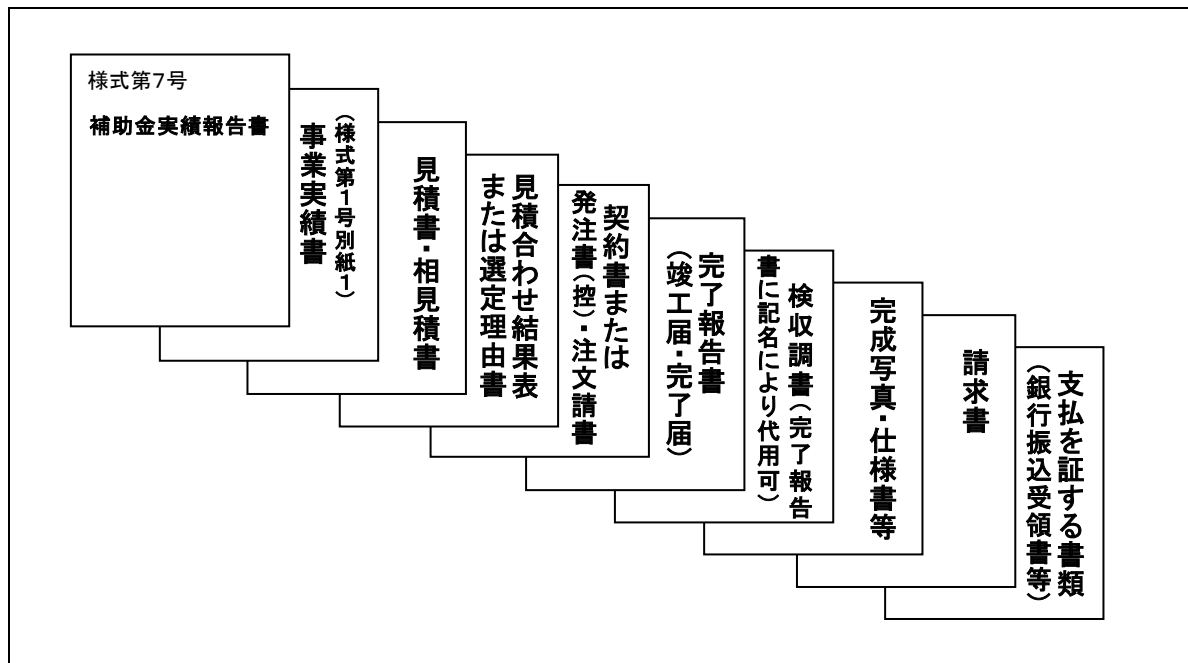 様式第7号
補助金実績報告書
(様式第1号別紙1)
事業実績書
見積書・相見積書
見積合わせ結果表
または選定理由書
契約書または
発注書(控)・注文請書
完了報告書
(竣工届・完了届)
検収調書(完了報告
書に記名により代用可)
完成写真・仕様書等
請求書
支払を証する書類
(銀行振込受領書等)